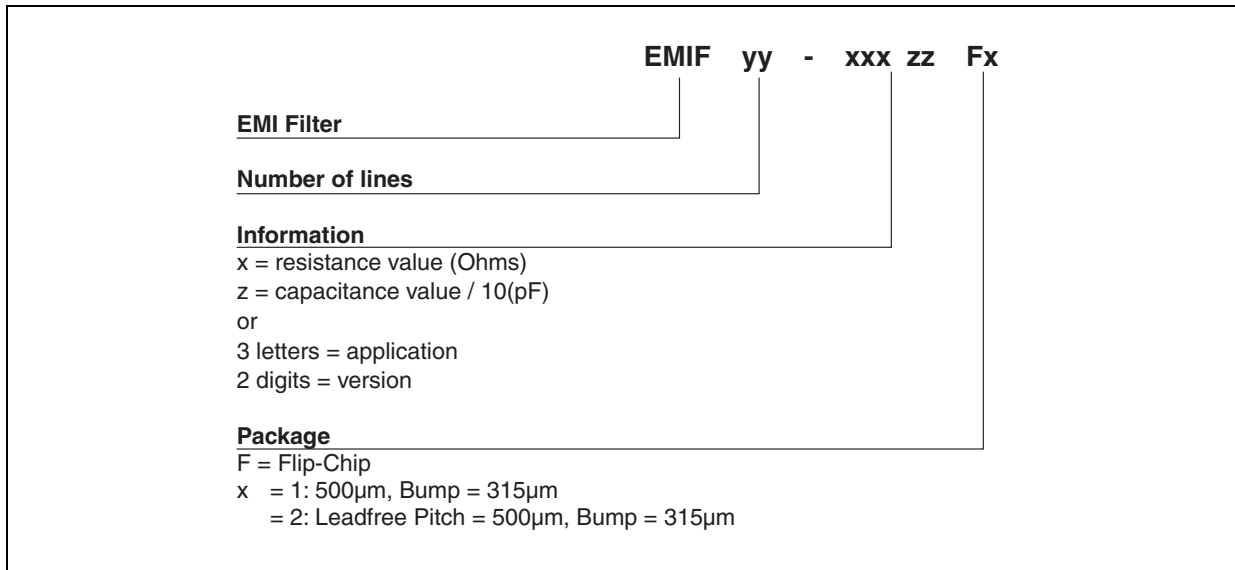 EMIF yy - xxx zz Fx
EMI Filter
Number of lines
Information
x = resistance value (Ohms)
z = capacitance value / 10(pF)
or
3 letters = application
2 digits = version
Package
F = Flip-Chip
x = 1: 500µm, Bump = 315µm
= 2: Leadfree Pitch = 500µm, Bump = 315µm